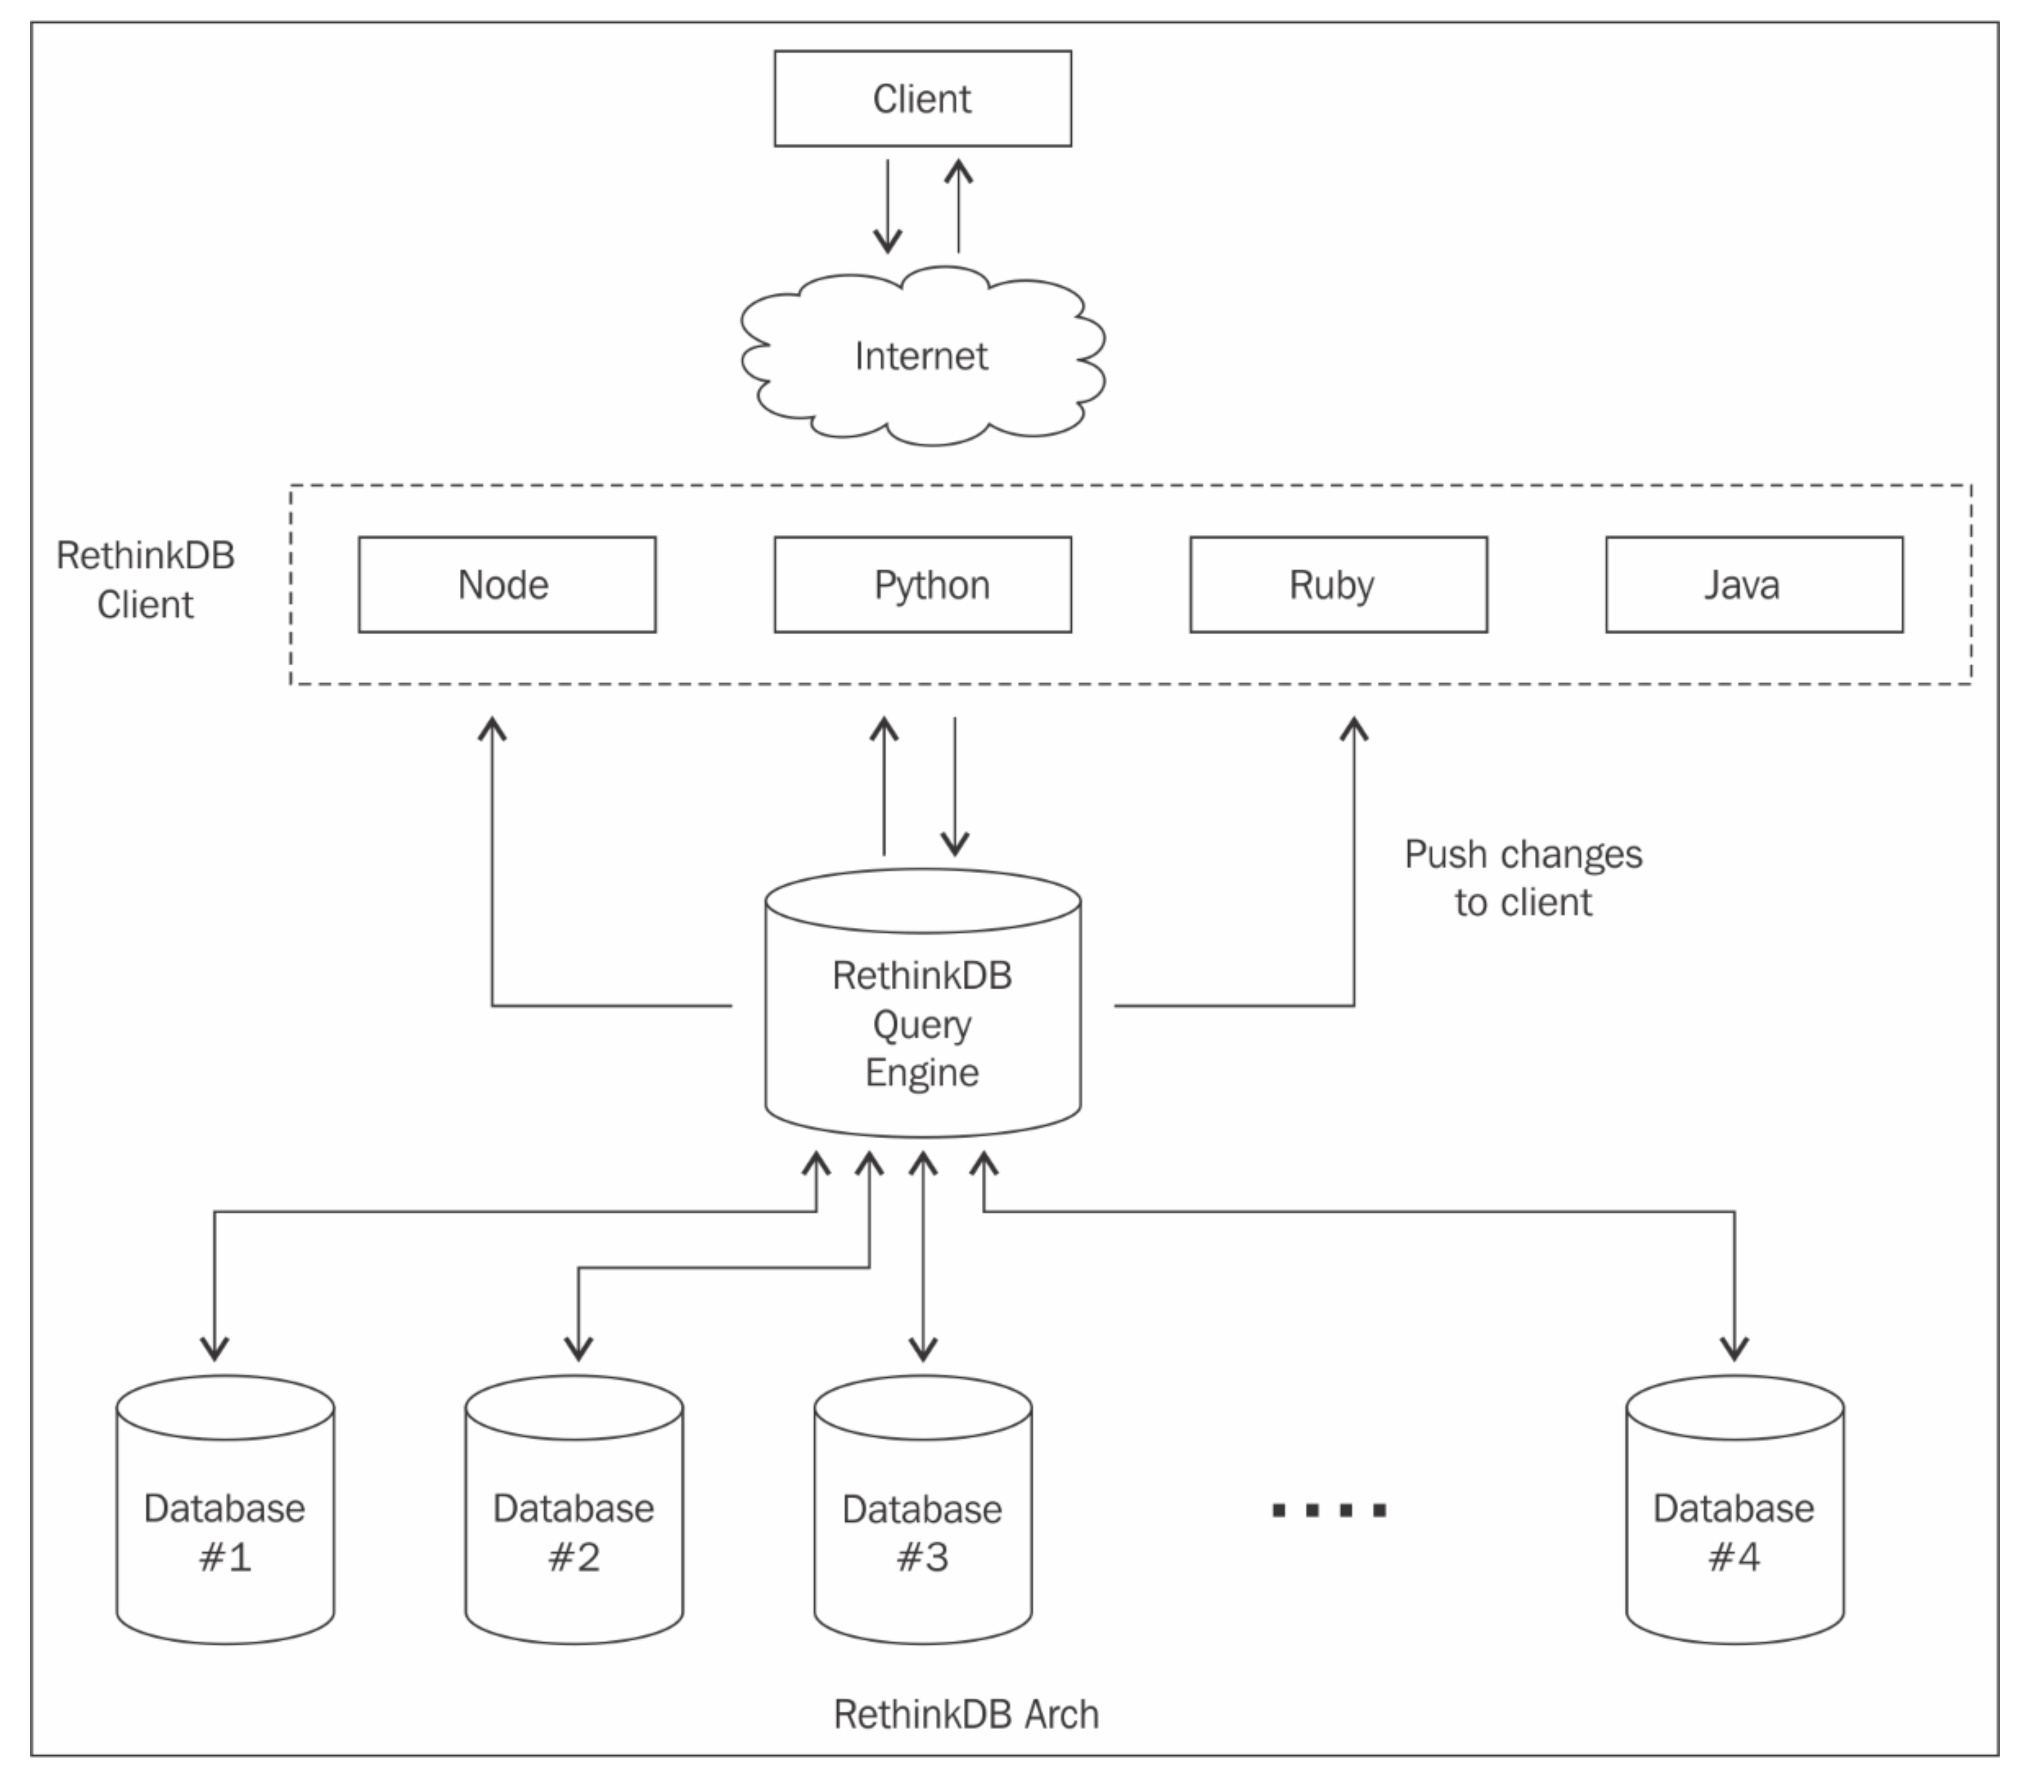 Client
Internet
RethinkDB
Client
Node
Python
Ruby
Java
Push changes
to client
RethinkDB
Query
Engine
Database
#1
Database
#2
Database
#3
Database
#4
RethinkDB Arch